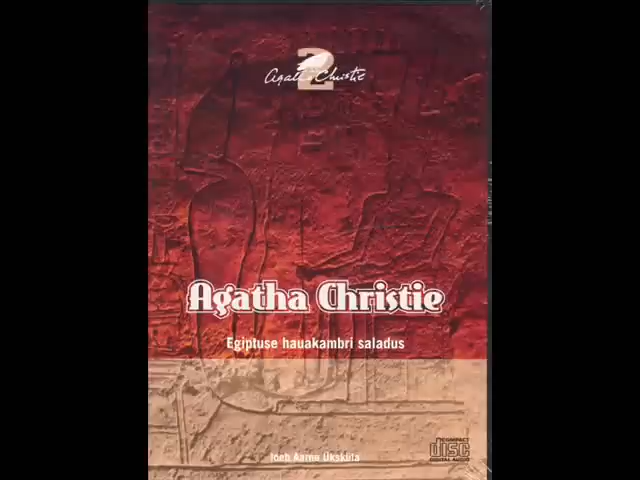 2
Agatha Christie
Agatha Christie
Egiptuse hauakambri saladus
loeb Aarne Üksküla
COMPACT
disc
DIGITAL AUDIO